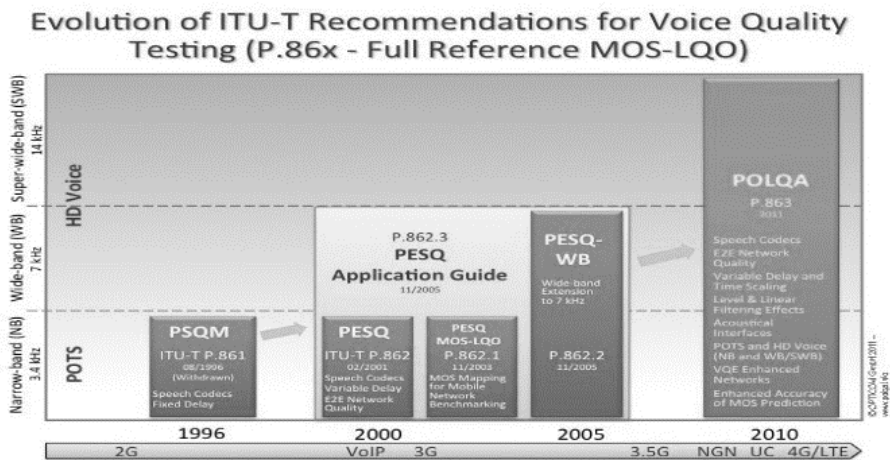 Evolution of ITU-T Recommendations for Voice Quality
Testing (P.86x - Full Reference MOS-LQO)
Super-wide-band (SWB)
14 kHz
Wide-band (WB)
7 kHz
Narrow-band (NB)
3.4 kHz
HD Voice
POTS
PSQM
ITU-T P.861
08/1996
(Withdrawn)
Speech Codecs
Fixed Delay
P.862.3
PESQ
Application Guide
11/2005
PESQ
ITU-T P.862
02/2001
Speech Codecs
Variable Delay
E2E Network
Quality
PESQ
MOS-LQO
P.862.1
11/2003
MOS Mapping
for Mobile
Network
Benchmarking
PESQ-
WB
Wide-band
Extension
to 7 kHz
P.862.2
11/2005
POLQA
P.863
2011
Speech Codecs
E2E Network
Quality
Variable Delay and
Time Scaling
Level & Linear
Filtering Effects
Acoustical
Interfaces
POTS and HD Voice
(NB and WB/SWB)
VQE Enhanced
Networks
Enhanced Accuracy
of MOS Prediction
1996
2000
2005
2010
2G
VoIP
3G
3.5G
NGN
UC
4G/LTE
© OPTICOM GmbH 2011 –
www.polqa.info